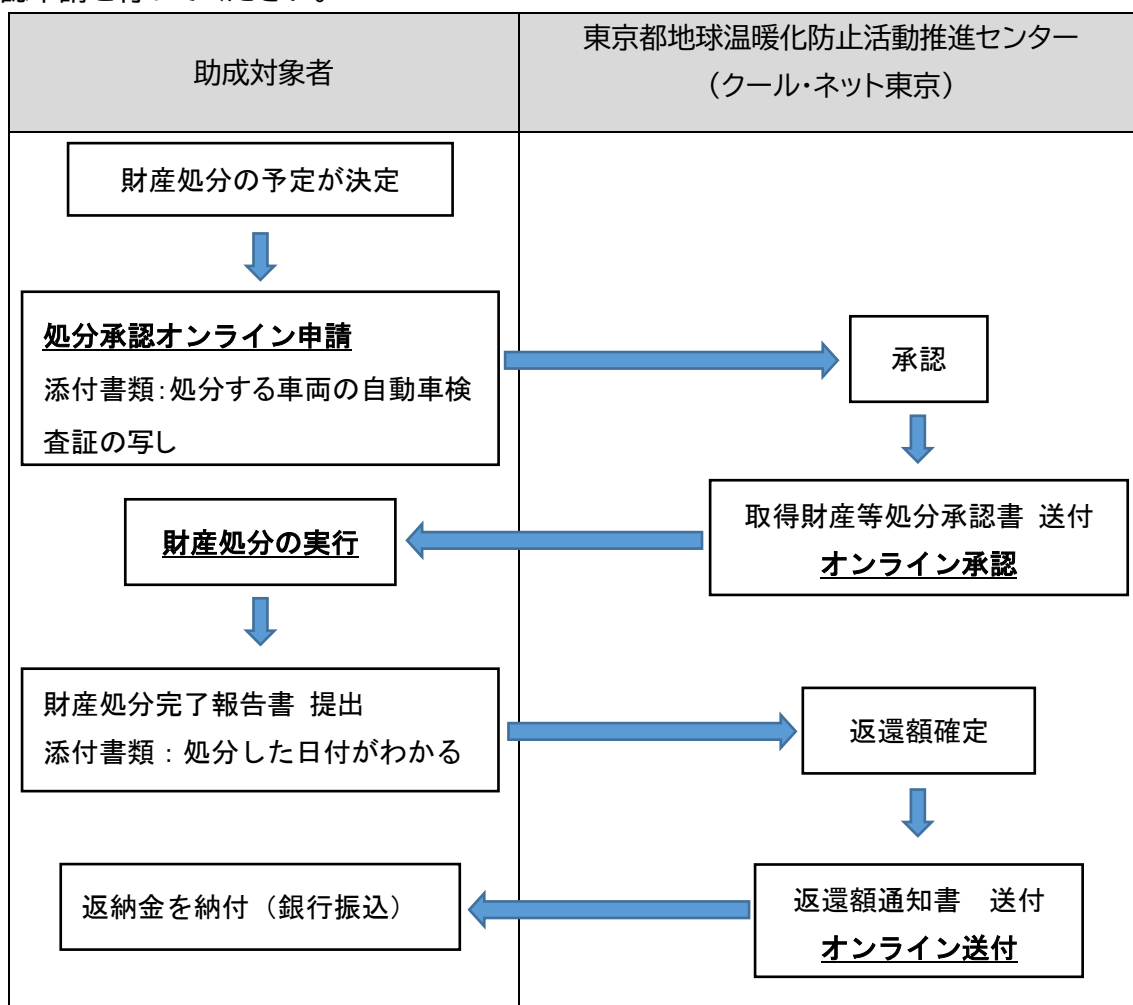 助成対象者
東京都地球温暖化防止活動推進センター
（クール・ネット東京）
財産処分の予定が決定
処分承認オンライン申請
添付書類：処分する車両の自動車検
査証の写し
承認
取得財産等処分承認書 送付
オンライン承認
財産処分の実行
財産処分完了報告書 提出
添付書類：処分した日付がわかる
返還額確定
返還額通知書　送付
オンライン送付
返納金を納付（銀行振込）